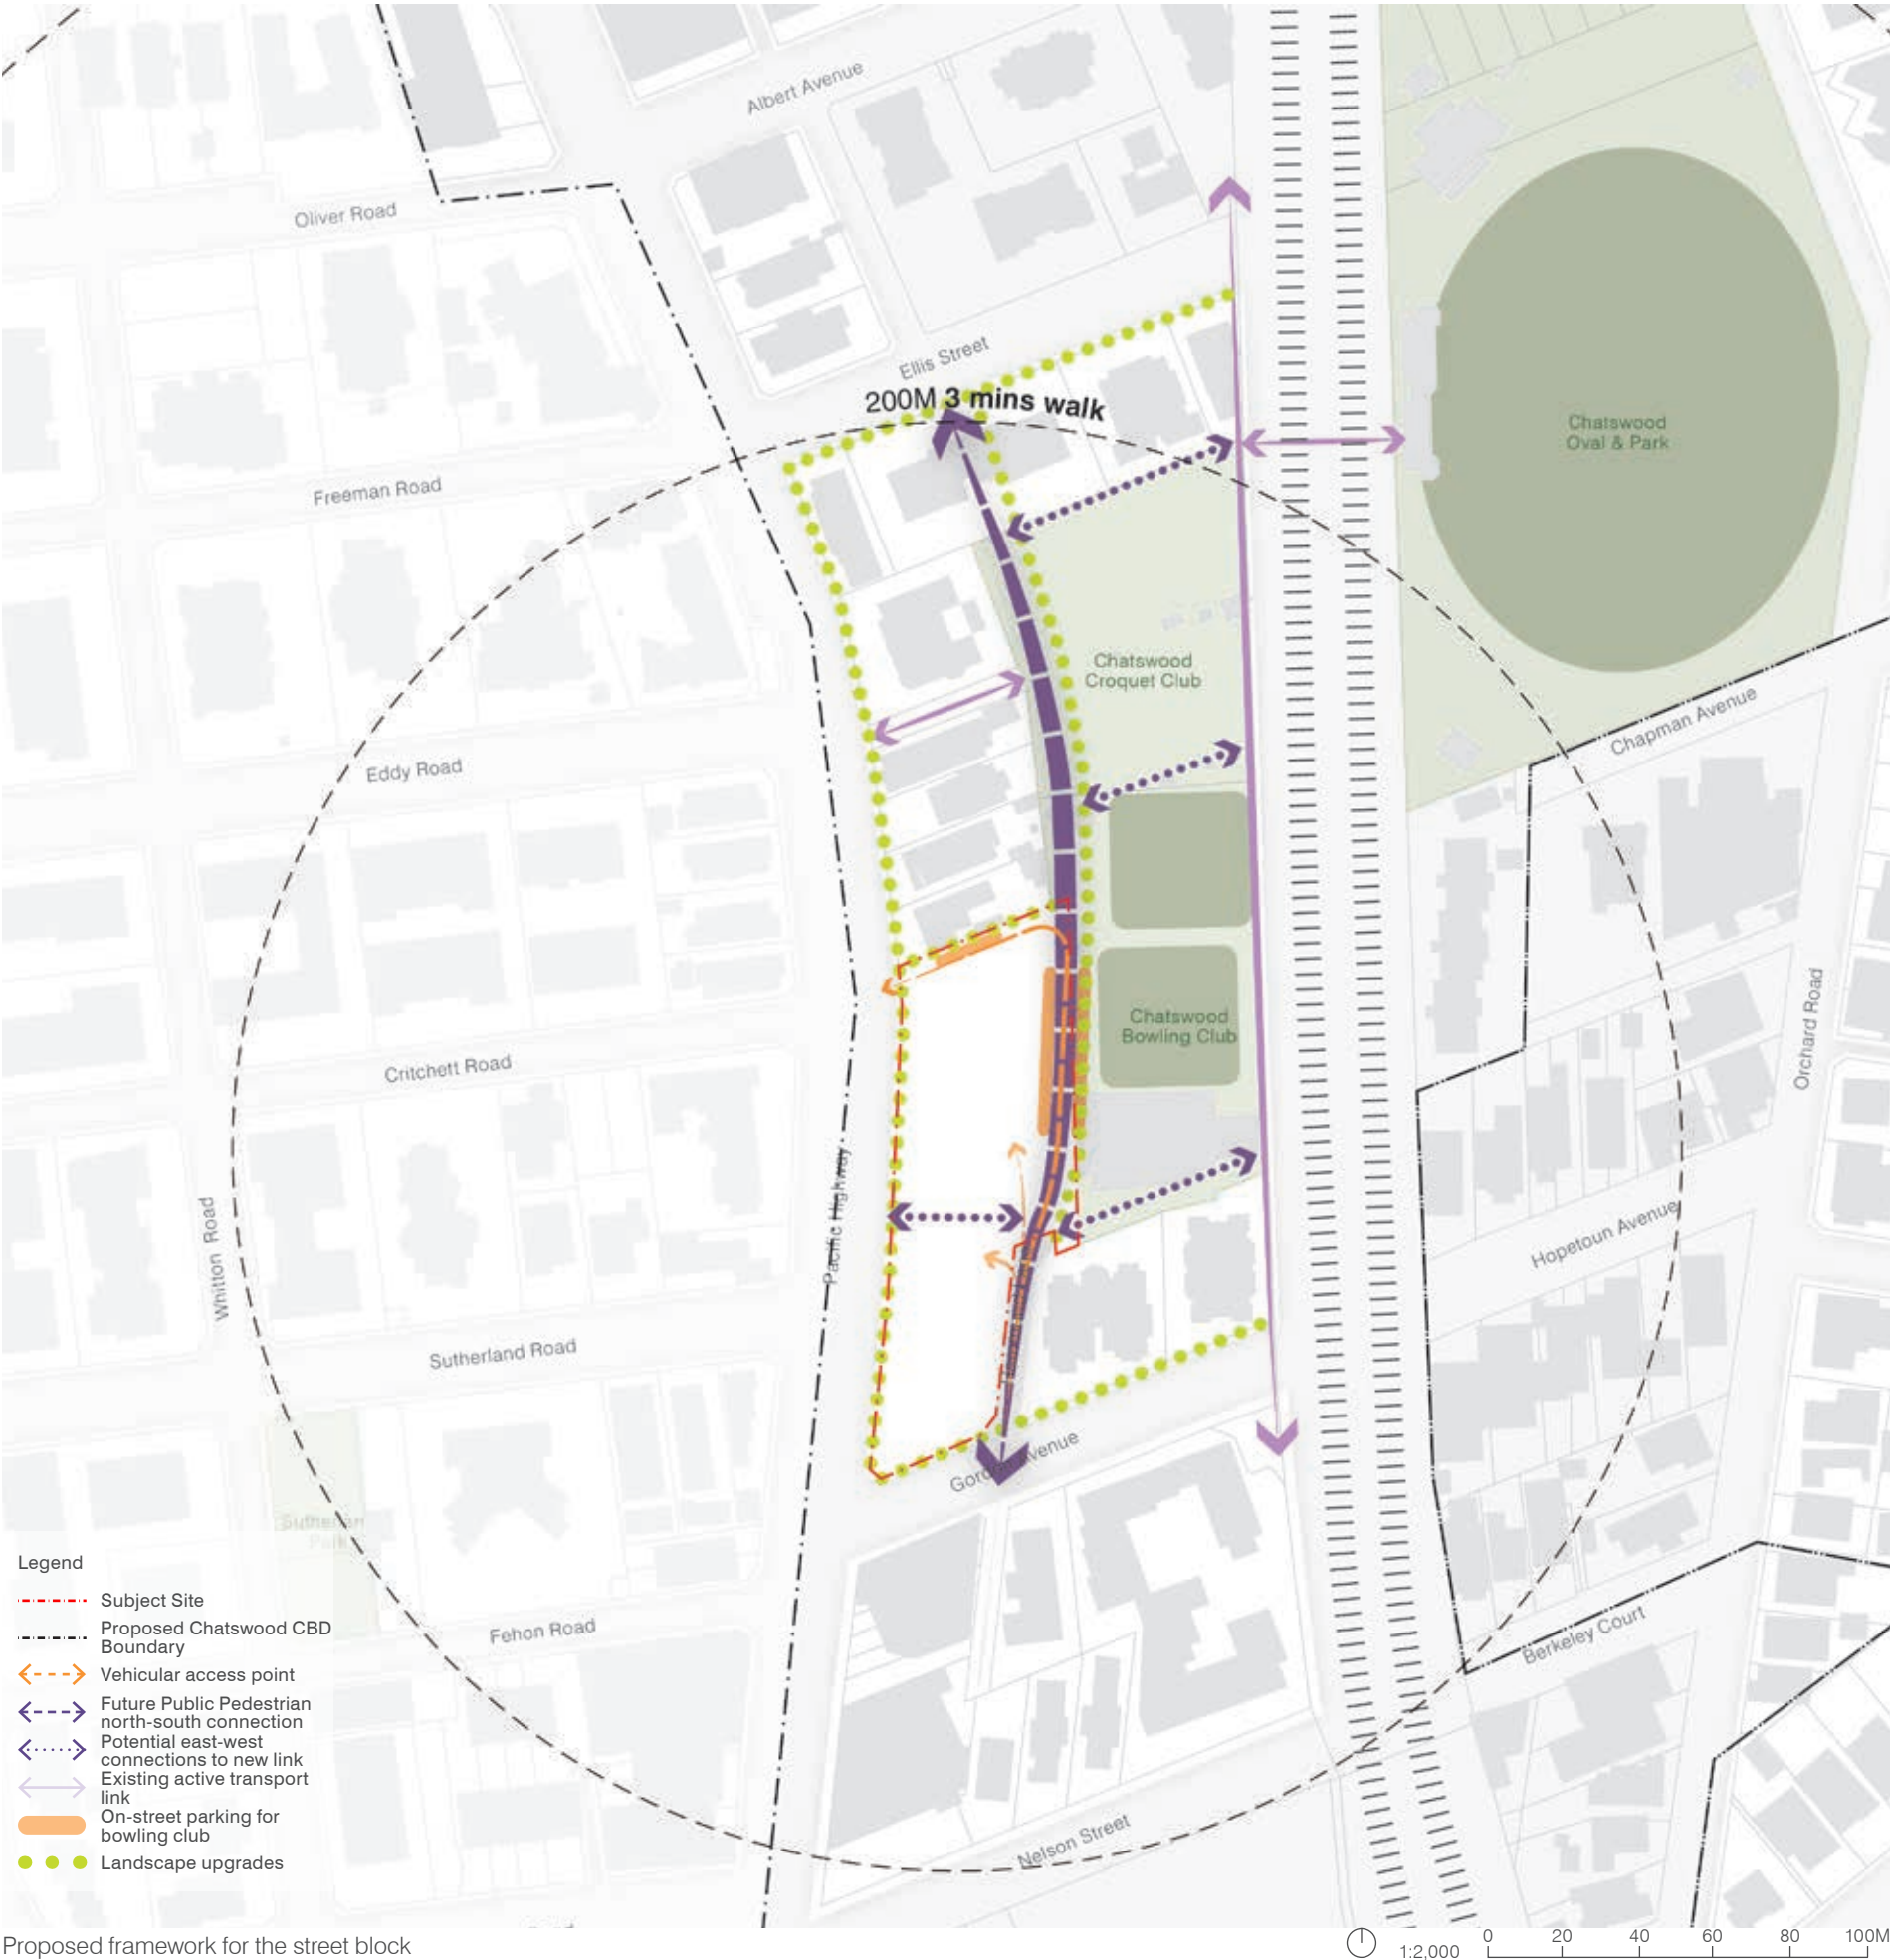 Albert Avenue
Oliver Road
Ellis Street
200M 3 mins walk
Chatswood
Oval & Park
Freeman Road
Chatswood
Croquet Club
Chapman Avenue
Eddy Road
Orchard Road
Chatswood
Bowling Club
Critchett Road
Pacific Highway
Whitton Road
Hopetoun Avenue
Sutherland Road
Avenue
Legend
Subject Site
Proposed Chatswood CBD
Boundary
Vehicular access point
Future Public Pedestrian
north-south connection
Potential east-west
connections to new link
Existing active transport
link
On-street parking for
bowling club
Landscape upgrades
Park
Fehon Road
Berkeley Court
Nelson Street
Proposed framework for the street block
1:2,000
0 20 40 60 80 100M